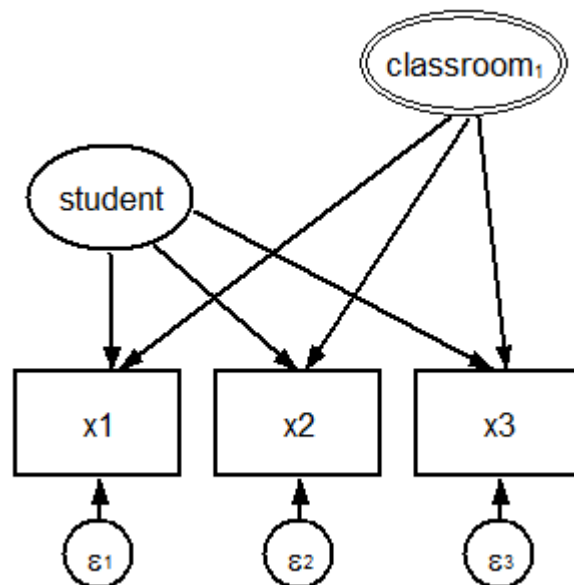 classroom₁
student
x1
x2
x3
ε₁
ε₂
ε₃